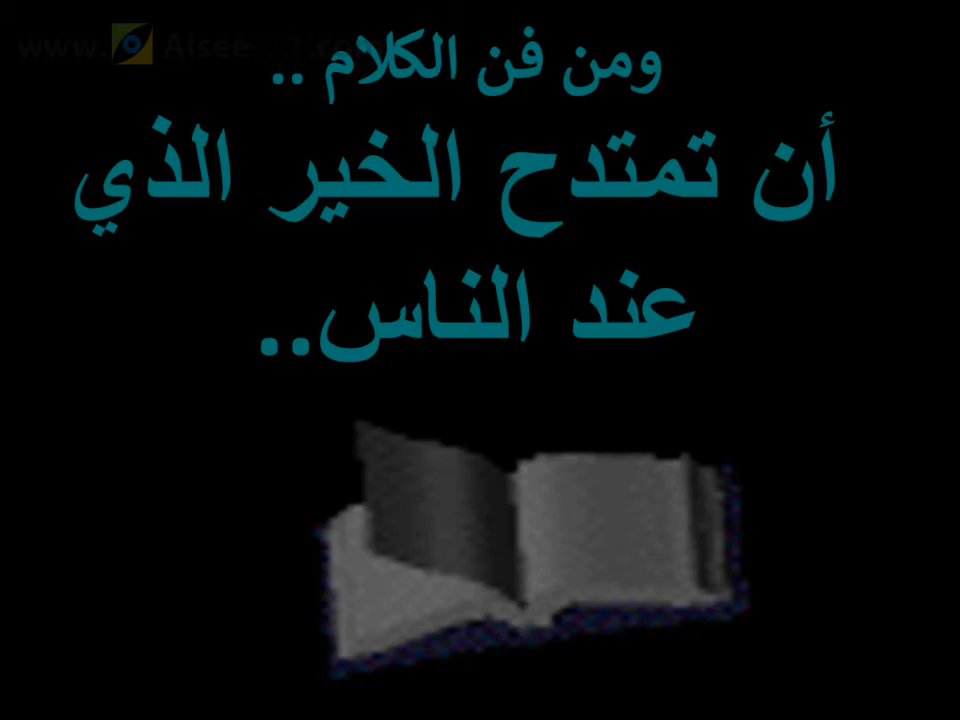 ومن فن الكلام ..
أن تمتدح الخير الذي
عند الناس..